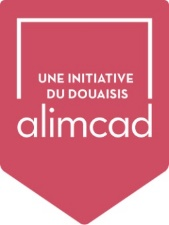 UNE INITIATIVE
DU DOUAISIS
alimcad